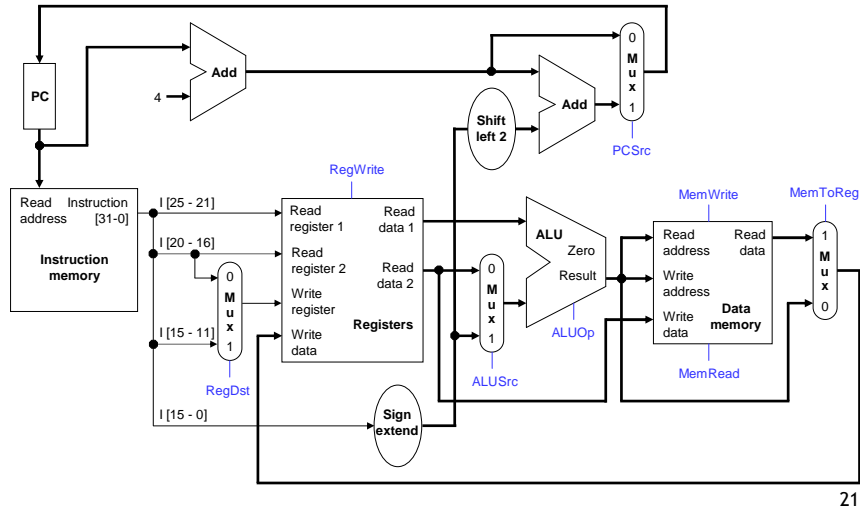 0
M
u
x
1
Add
PC
4
Add
Shift
left 2
PCSrc
RegWrite
MemWrite
MemToReg
Read
address
Instruction
[31-0]
Instruction
memory
I [25 - 21]
I [20 - 16]
I [15 - 11]
I [15 - 0]
0
M
u
x
1
RegDst
Read
register 1
Read
register 2
Write
register
Write
data
Read
data 1
Read
data 2
Registers
0
M
u
x
1
ALUSrc
ALU
Zero
Result
ALUOp
Read
address
Write
address
Write
data
Read
data
Data
memory
MemRead
1
M
u
x
0
Sign
extend
21